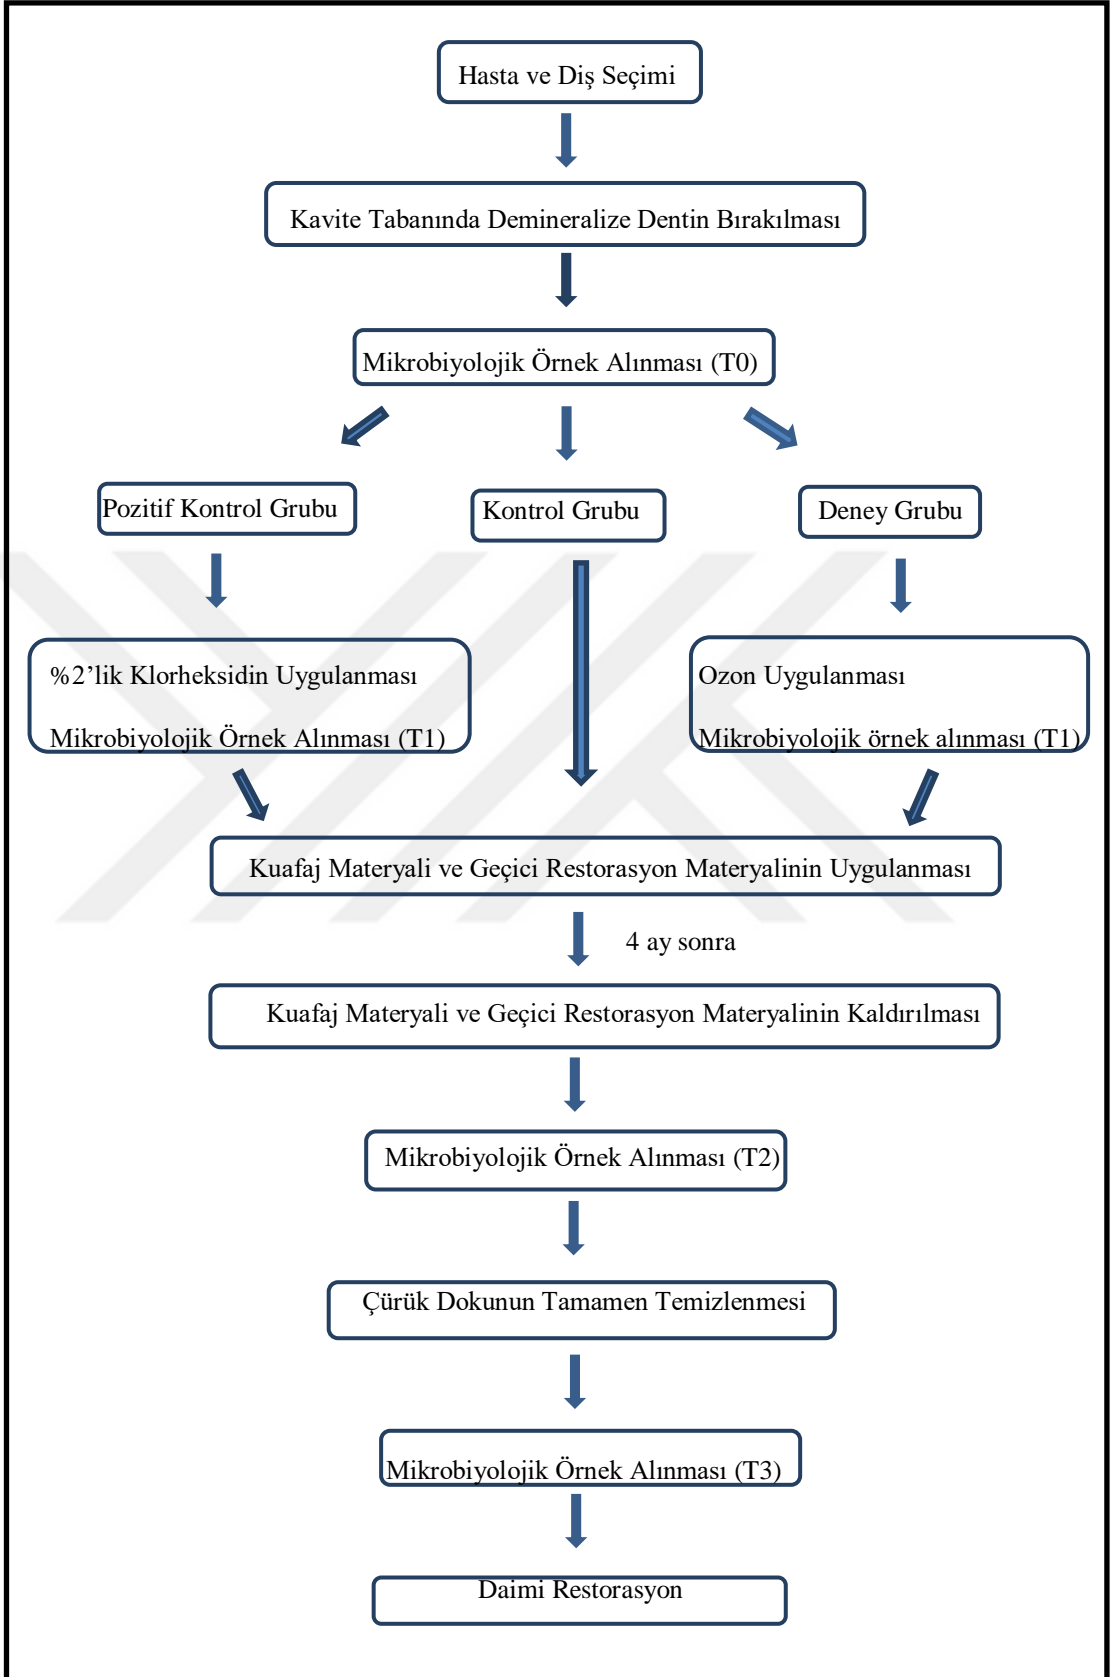 Hasta ve Diş Seçimi
Kavite Tabanında Demineralize Dentin Bırakılması
Mikrobiyolojik Örnek Alınması (T0)
Pozitif Kontrol Grubu
Kontrol Grubu
Deney Grubu
%2’lik Klorheksidin Uygulanması
Mikrobiyolojik Örnek Alınması (T1)
Ozon Uygulanması
Mikrobiyolojik örnek alınması (T1)
Kuafaj Materyali ve Geçici Restorasyon Materyalinin Uygulanması
4 ay sonra
Kuafaj Materyali ve Geçici Restorasyon Materyalinin Kaldırılması
Mikrobiyolojik Örnek Alınması (T2)
Çürük Dokunun Tamamen Temizlenmesi
Mikrobiyolojik Örnek Alınması (T3)
Daimi Restorasyon